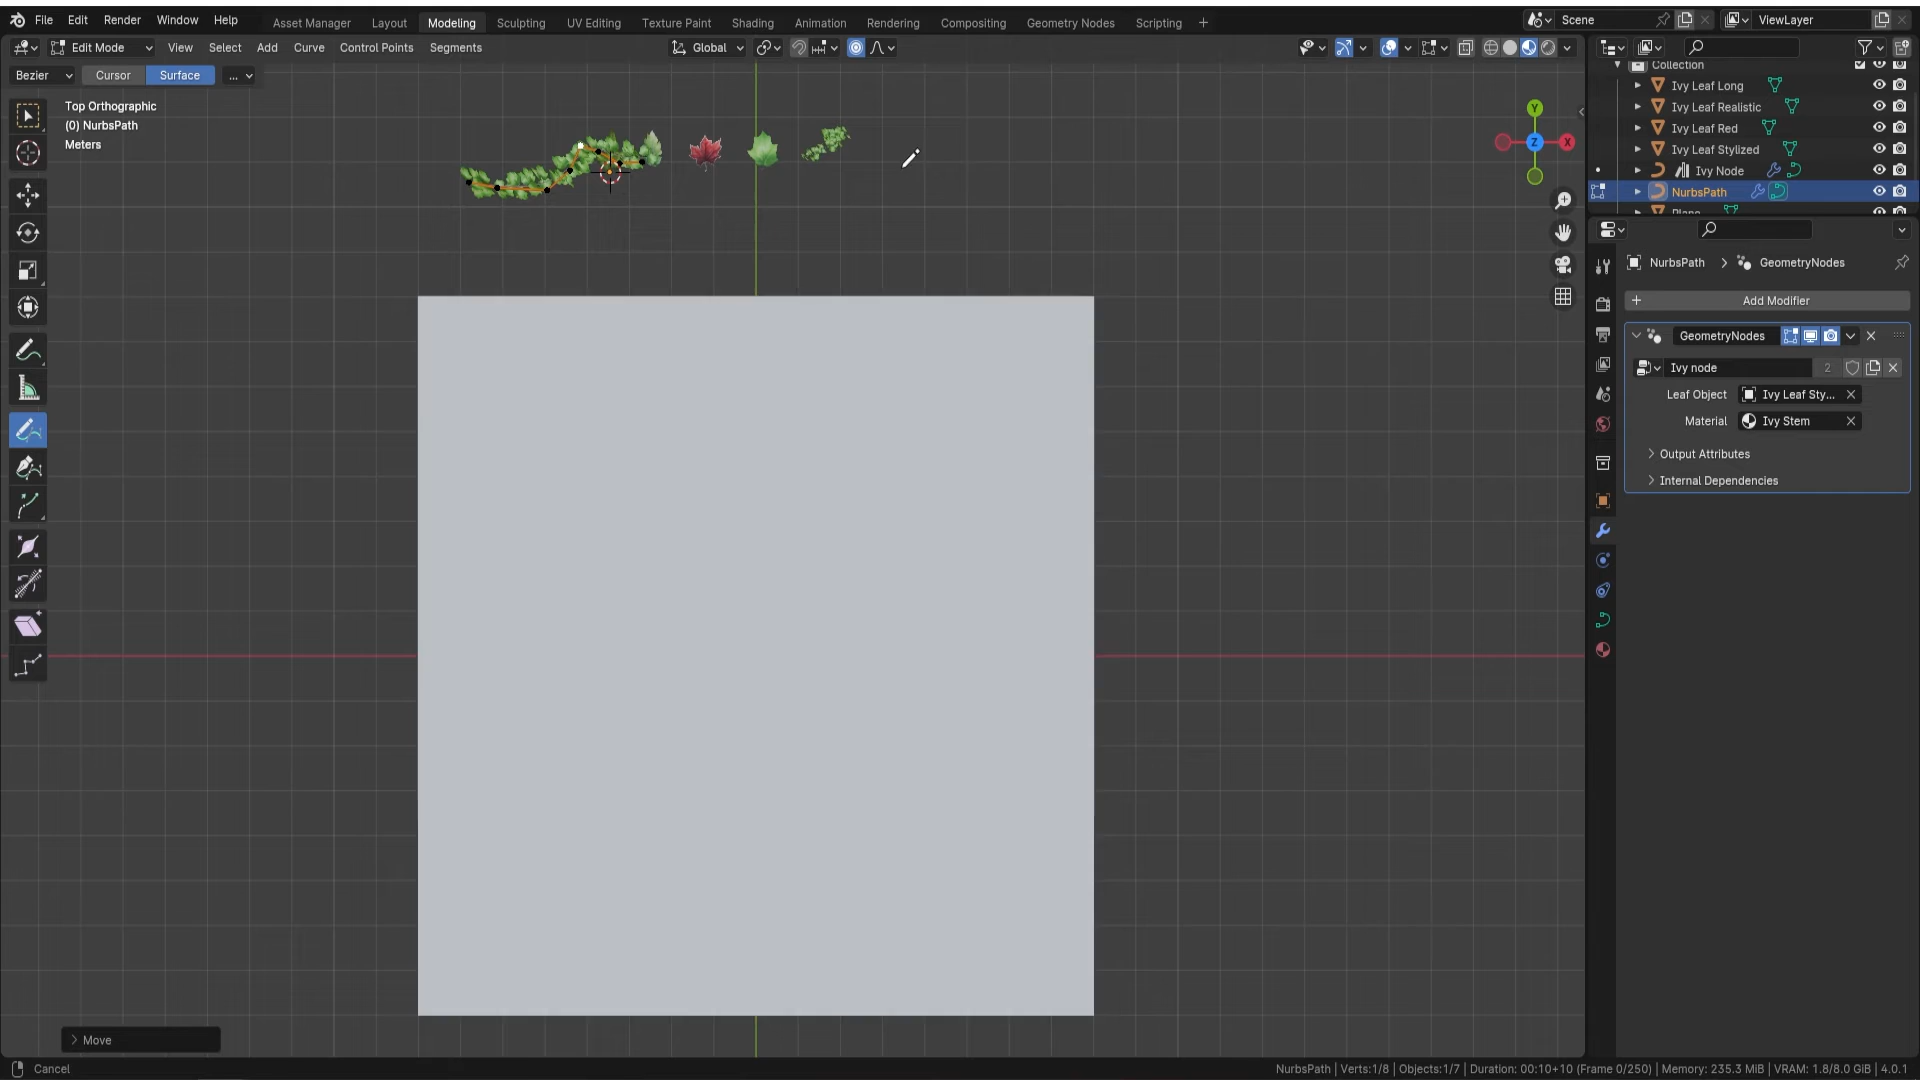 File Edit Render Window Help Asset Manager Layout Modeling Sculpting UV Editing Texture Paint Shading Animation Rendering Compositing Geometry Nodes Scripting + Scene ViewLayer
Edit Mode View Select Add Curve Control Points Segments Global
Bezier Cursor Surface ...
Collection
Top Orthographic
(0) NurbsPath
Meters
Ivy Leaf Long
Ivy Leaf Realistic
Ivy Leaf Red
Ivy Leaf Stylized
Ivy Node
NurbsPath
Plane
Y
Z
X
NurbsPath > GeometryNodes
+ Add Modifier
GeometryNodes
Ivy node 2
Leaf Object Ivy Leaf Sty...
Material Ivy Stem
Output Attributes
Internal Dependencies
Move
Cancel
NurbsPath | Verts:1/8 | Objects:1/7 | Duration: 00:10+10 (Frame 0/250) | Memory: 235.3 MiB | VRAM: 1.8/8.0 GiB | 4.0.1